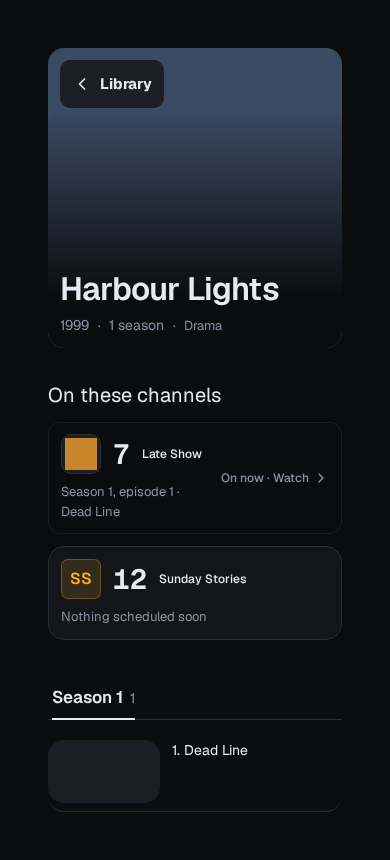 Library
Harbour Lights
1999 · 1 season · Drama
On these channels
7 Late Show
On now · Watch
Season 1, episode 1 ·
Dead Line
SS 12 Sunday Stories
Nothing scheduled soon
Season 1 1
1. Dead Line